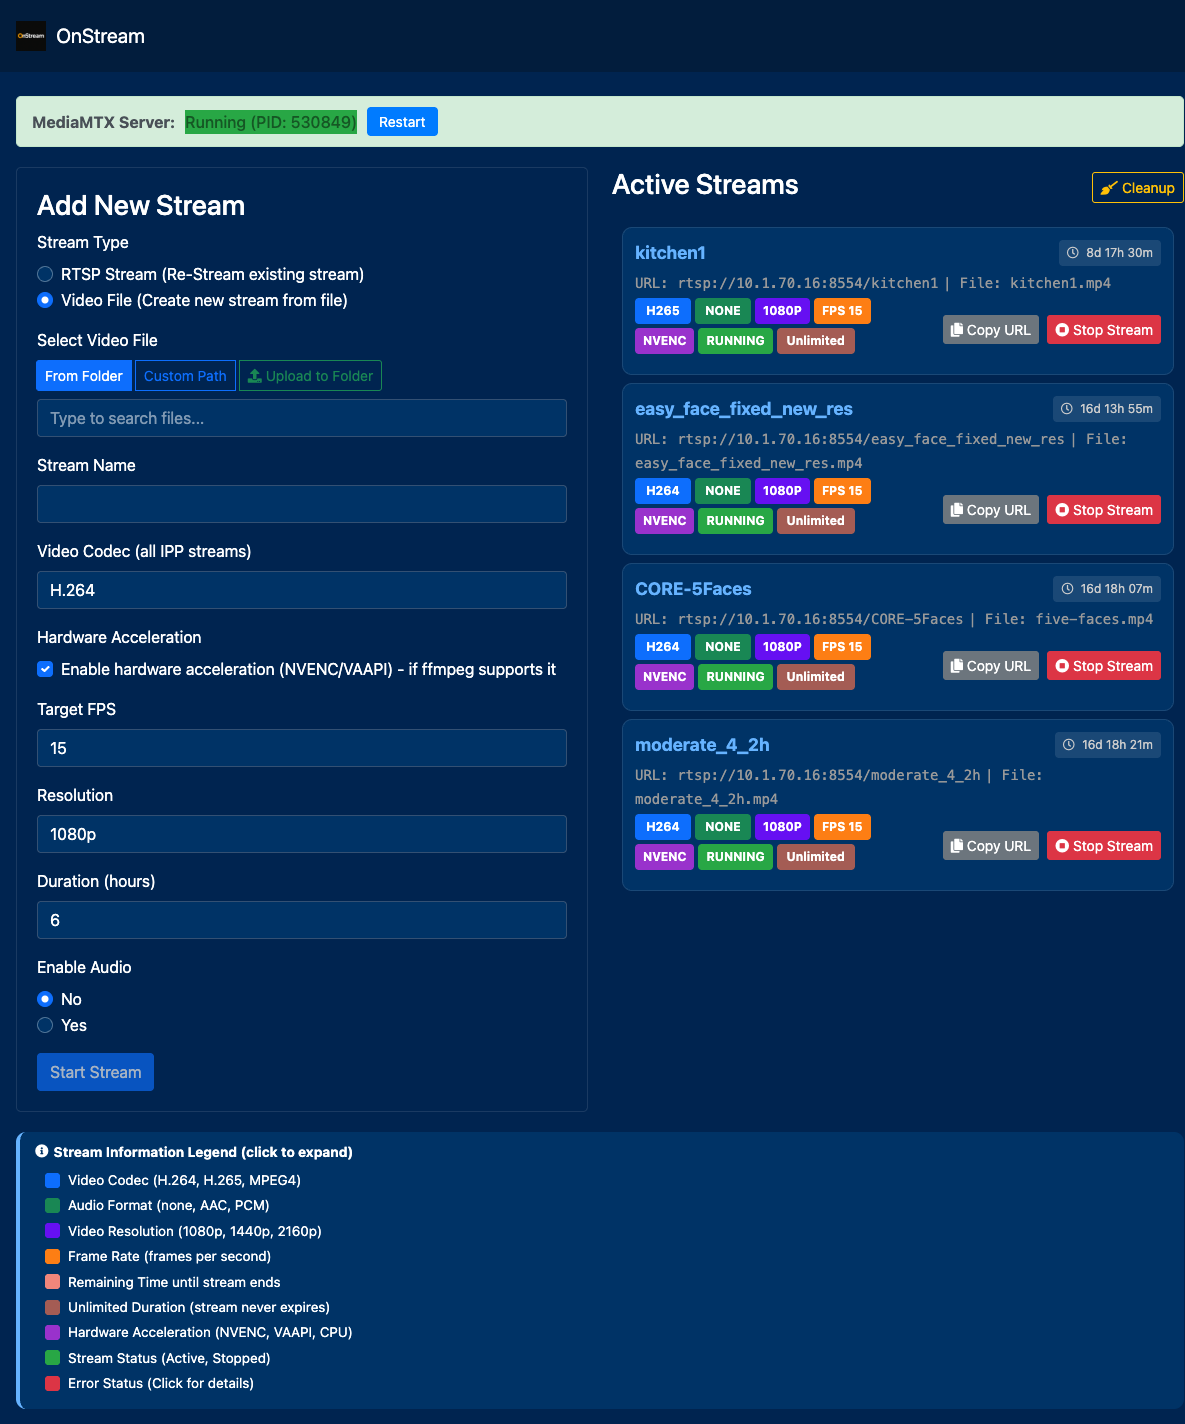 OnStream
OnStream
MediaMTX Server: Running (PID: 530849) Restart
Add New Stream
Stream Type
RTSP Stream (Re-Stream existing stream)
Video File (Create new stream from file)
Select Video File
From Folder Custom Path Upload to Folder
Type to search files...
Stream Name
Video Codec (all IPP streams)
H.264
Hardware Acceleration
Enable hardware acceleration (NVENC/VAAPI) - if ffmpeg supports it
Target FPS
15
Resolution
1080p
Duration (hours)
6
Enable Audio
No
Yes
Start Stream
Active Streams Cleanup
kitchen1 8d 17h 30m
URL: rtsp://10.1.70.16:8554/kitchen1 | File: kitchen1.mp4
H265 NONE 1080P FPS 15
NVENC RUNNING Unlimited Copy URL Stop Stream
easy_face_fixed_new_res 16d 13h 55m
URL: rtsp://10.1.70.16:8554/easy_face_fixed_new_res | File:
easy_face_fixed_new_res.mp4
H264 NONE 1080P FPS 15
NVENC RUNNING Unlimited Copy URL Stop Stream
CORE-5Faces 16d 18h 07m
URL: rtsp://10.1.70.16:8554/CORE-5Faces | File: five-faces.mp4
H264 NONE 1080P FPS 15
NVENC RUNNING Unlimited Copy URL Stop Stream
moderate_4_2h 16d 18h 21m
URL: rtsp://10.1.70.16:8554/moderate_4_2h | File:
moderate_4_2h.mp4
H264 NONE 1080P FPS 15
NVENC RUNNING Unlimited Copy URL Stop Stream
Stream Information Legend (click to expand)
Video Codec (H.264, H.265, MPEG4)
Audio Format (none, AAC, PCM)
Video Resolution (1080p, 1440p, 2160p)
Frame Rate (frames per second)
Remaining Time until stream ends
Unlimited Duration (stream never expires)
Hardware Acceleration (NVENC, VAAPI, CPU)
Stream Status (Active, Stopped)
Error Status (Click for details)